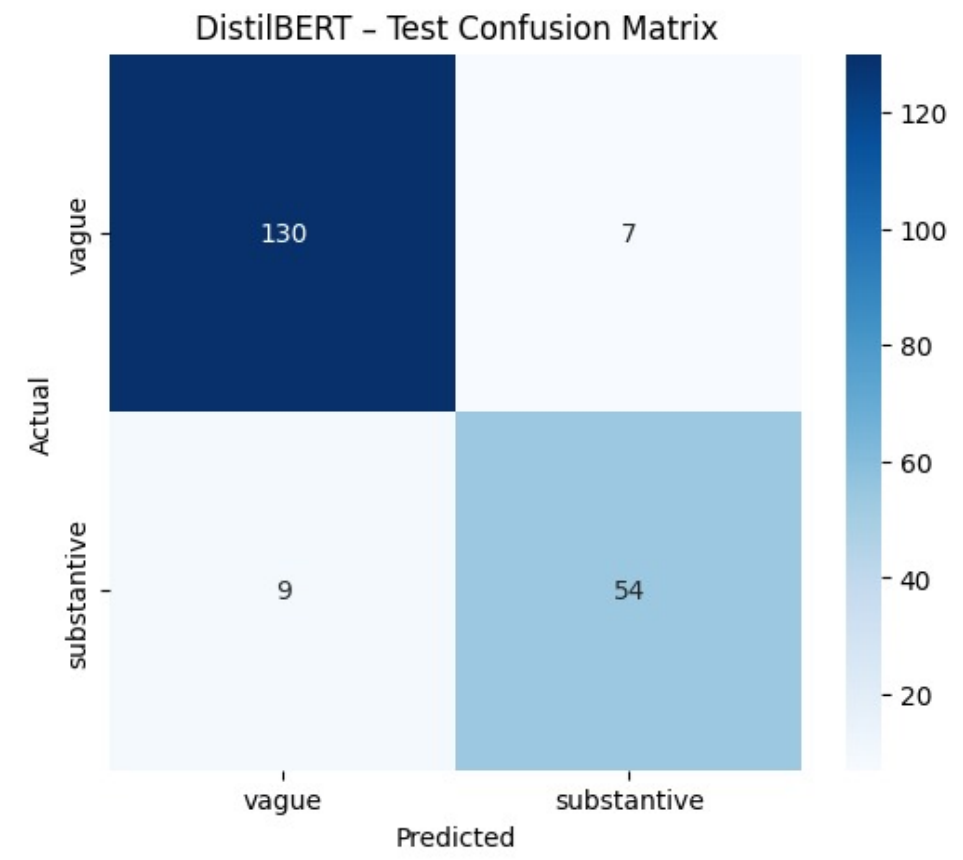 DistilBERT – Test Confusion Matrix
120
vague
130
7
100
80
Actual
60
substantive
9
54
40
20
vague
substantive
Predicted